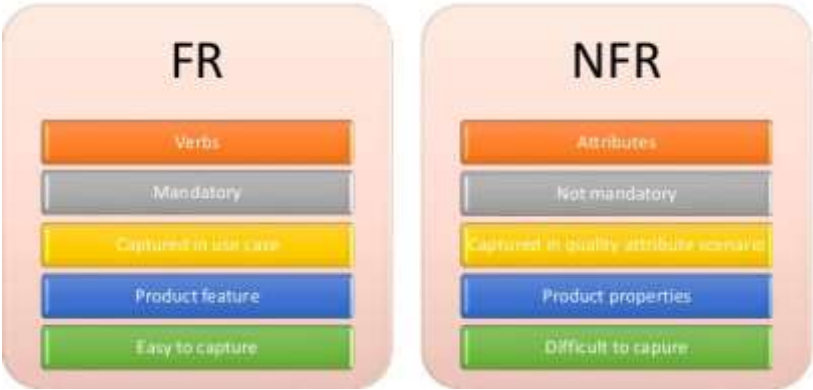 FR
Verbs
Mandatory
Captured in use case
Product feature
Easy to capture
NFR
Attributes
Not mandatory
Captured in quality attribute scenario
Product properties
Difficult to capure